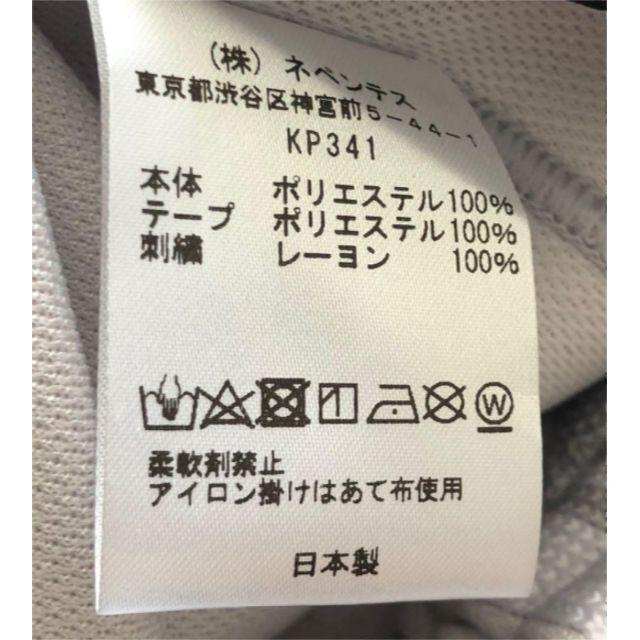 (株) ネペンテス
東京都渋谷区神宮前5-44-1
KP341
本体 ポリエステル100%
テープ ポリエステル100%
刺繍 レーヨン 100%
W
柔軟剤禁止
アイロン掛けはあて布使用
日本製